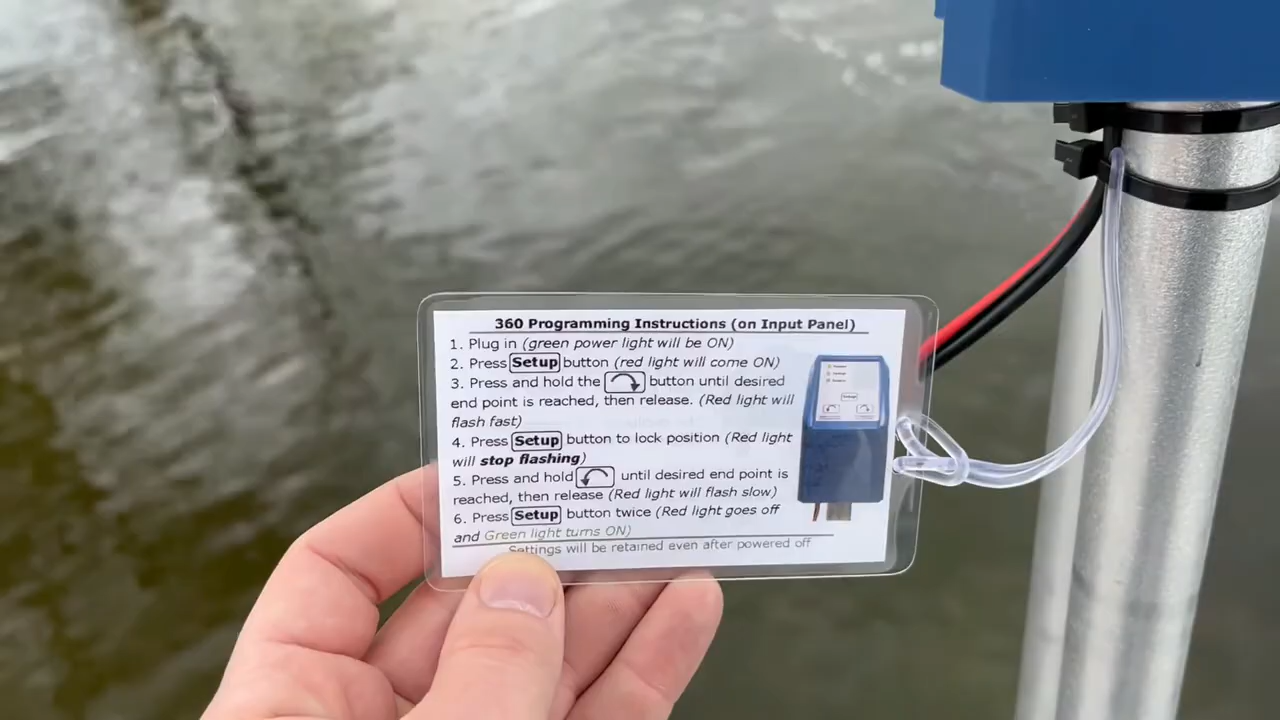 360 Programming Instructions (on Input Panel)
1. Plug in (green power light will be ON)
2. Press Setup button (red light will come ON)
3. Press and hold the button until desired
end point is reached, then release. (Red light will
flash fast)
4. Press Setup button to lock position (Red light
will stop flashing)
5. Press and hold until desired end point is
reached, then release (Red light will flash slow)
6. Press Setup button twice (Red light goes off
and Green light turns ON)
Settings will be retained even after powered off